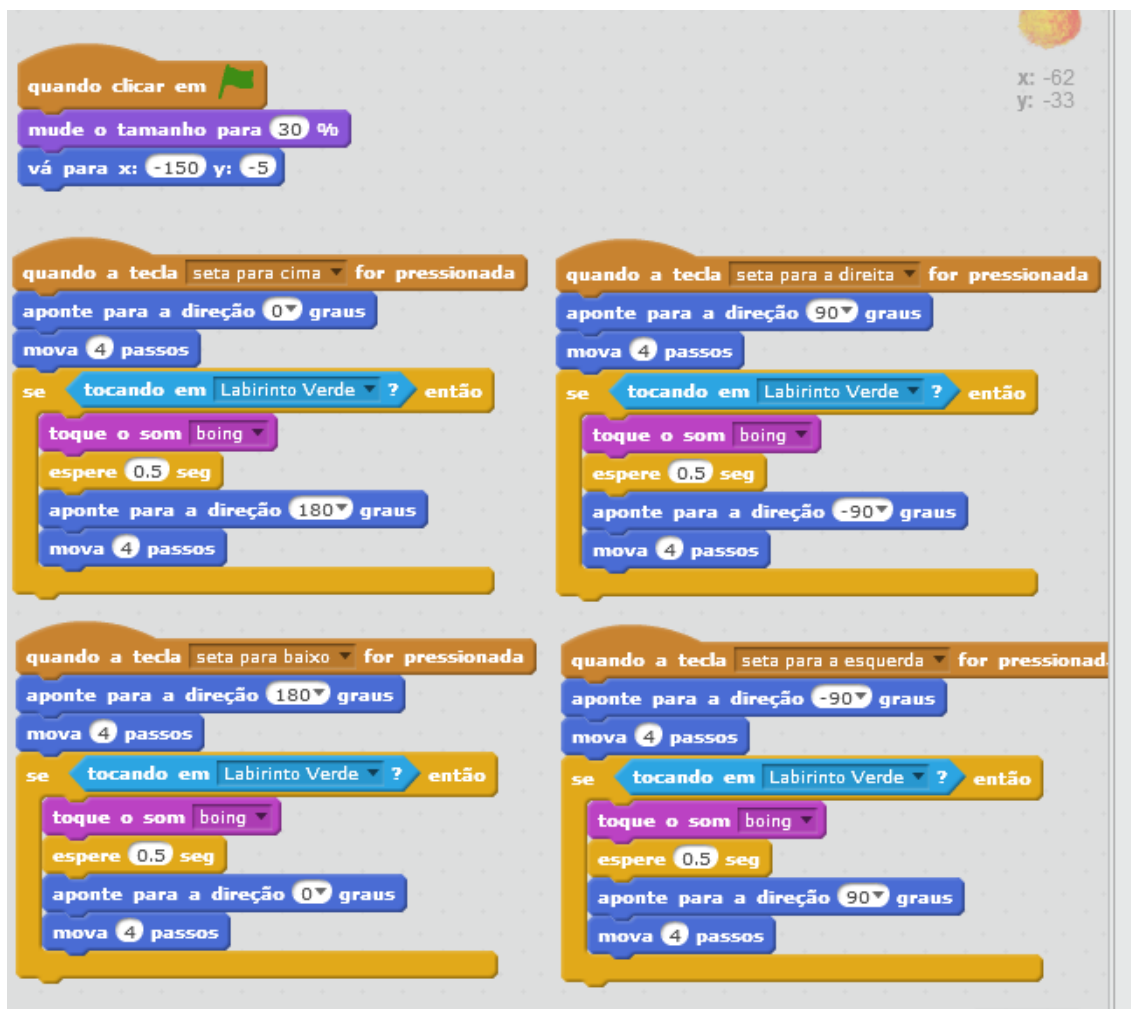 x: -62
y: -33
quando clicar em
mude o tamanho para 30 %
vá para x: -150 y: -5
quando a tecla seta para cima for pressionada
aponte para a direção 0 graus
mova 4 passos
se tocando em Labirinto Verde ? então
toque o som boing
espere 0.5 seg
aponte para a direção 180 graus
mova 4 passos
quando a tecla seta para a direita for pressionada
aponte para a direção 90 graus
mova 4 passos
se tocando em Labirinto Verde ? então
toque o som boing
espere 0.5 seg
aponte para a direção -90 graus
mova 4 passos
quando a tecla seta para baixo for pressionada
aponte para a direção 180 graus
mova 4 passos
se tocando em Labirinto Verde ? então
toque o som boing
espere 0.5 seg
aponte para a direção 0 graus
mova 4 passos
quando a tecla seta para a esquerda for pressionad
aponte para a direção -90 graus
mova 4 passos
se tocando em Labirinto Verde ? então
toque o som boing
espere 0.5 seg
aponte para a direção 90 graus
mova 4 passos